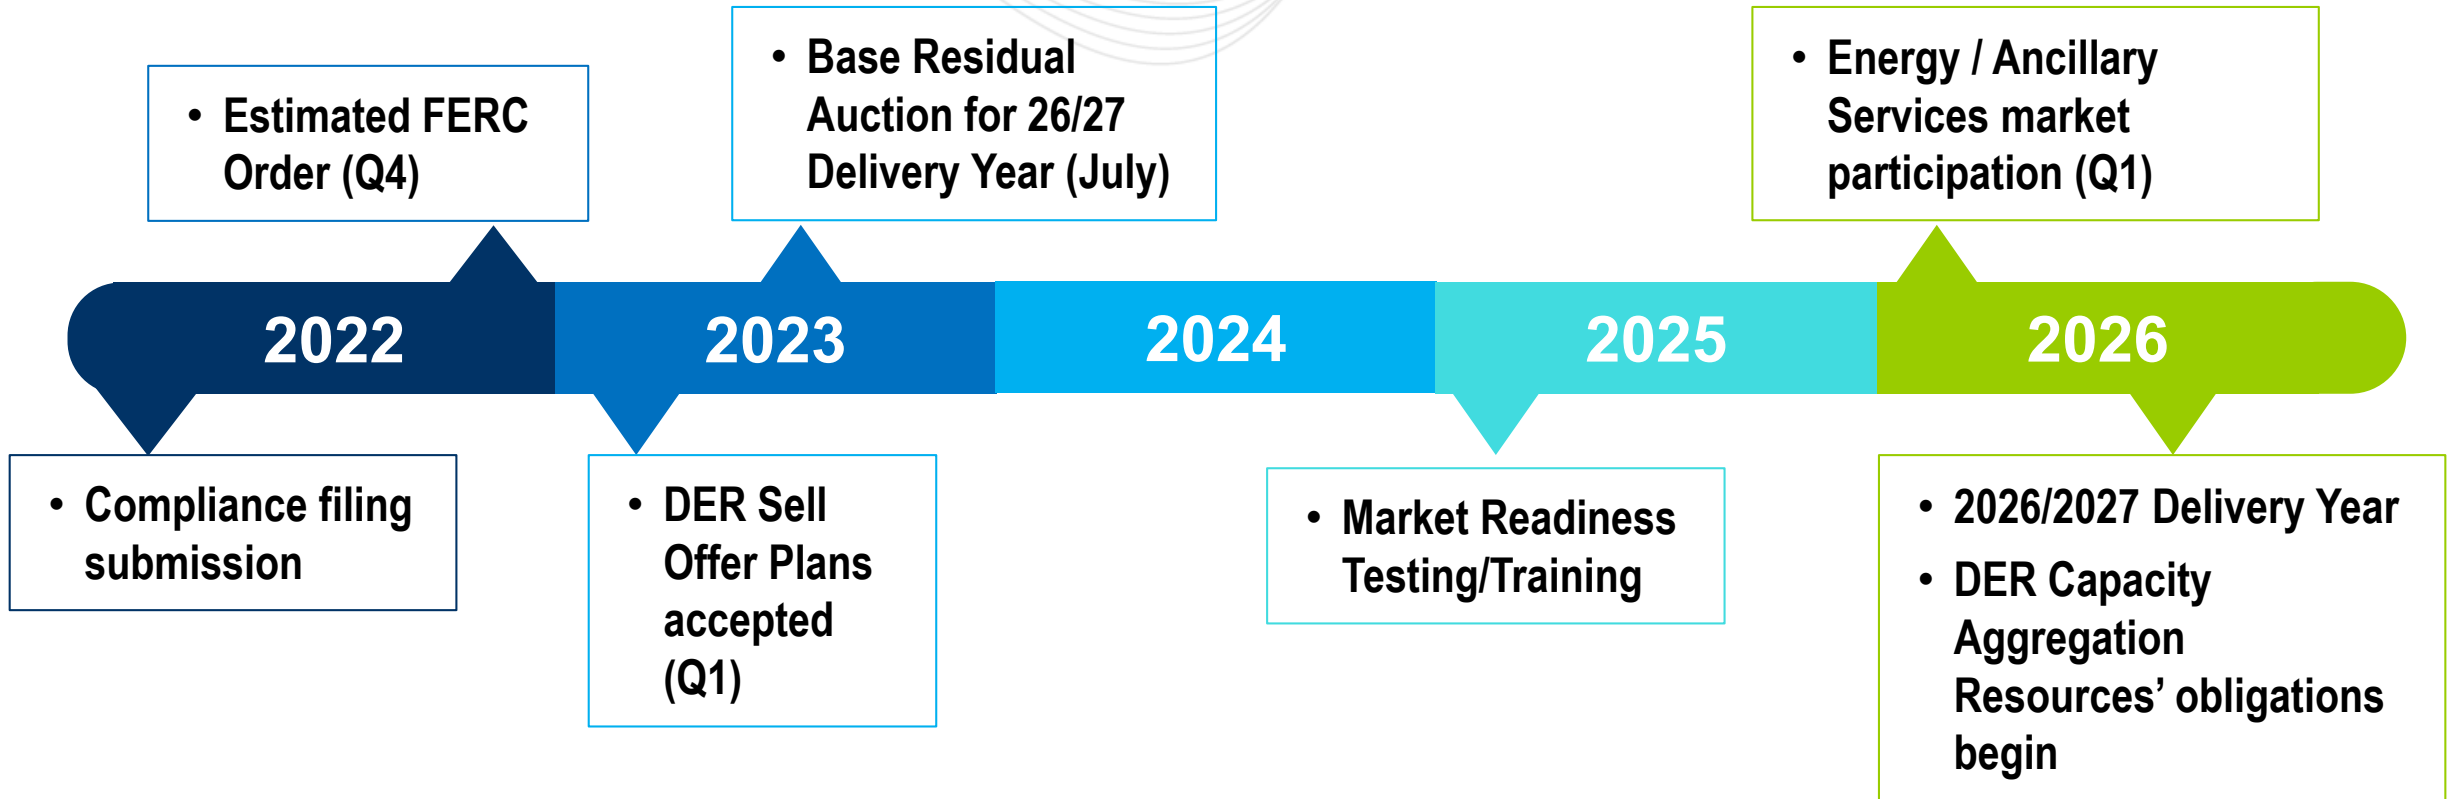 • Estimated FERC
Order (Q4)
• Base Residual
Auction for 26/27
Delivery Year (July)
• Energy / Ancillary
Services market
participation (Q1)
2022
2023
2024
2025
2026
• Compliance filing
submission
• DER Sell
Offer Plans
accepted
(Q1)
• Market Readiness
Testing/Training
• 2026/2027 Delivery Year
• DER Capacity
Aggregation
Resources’ obligations
begin